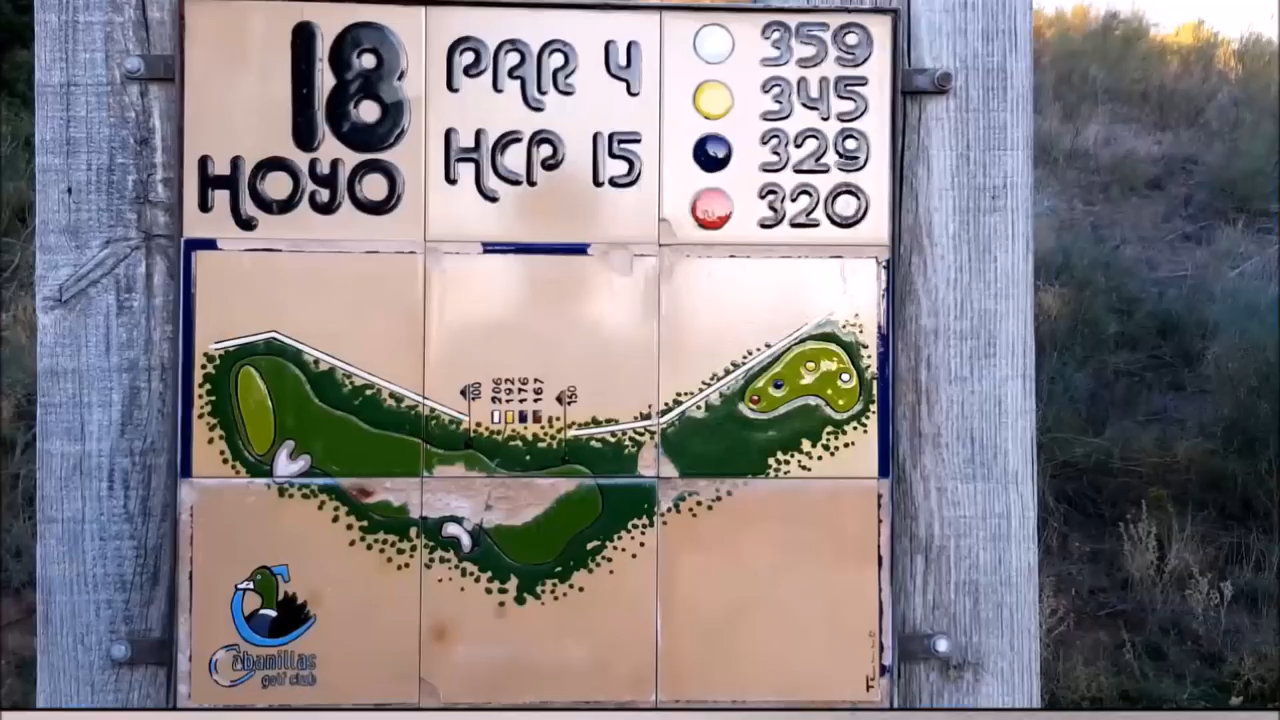 18
HOYO
PAR 4
HCP 15
359
345
329
320
100
206
192
176
167
150
Cabanillas
golf club